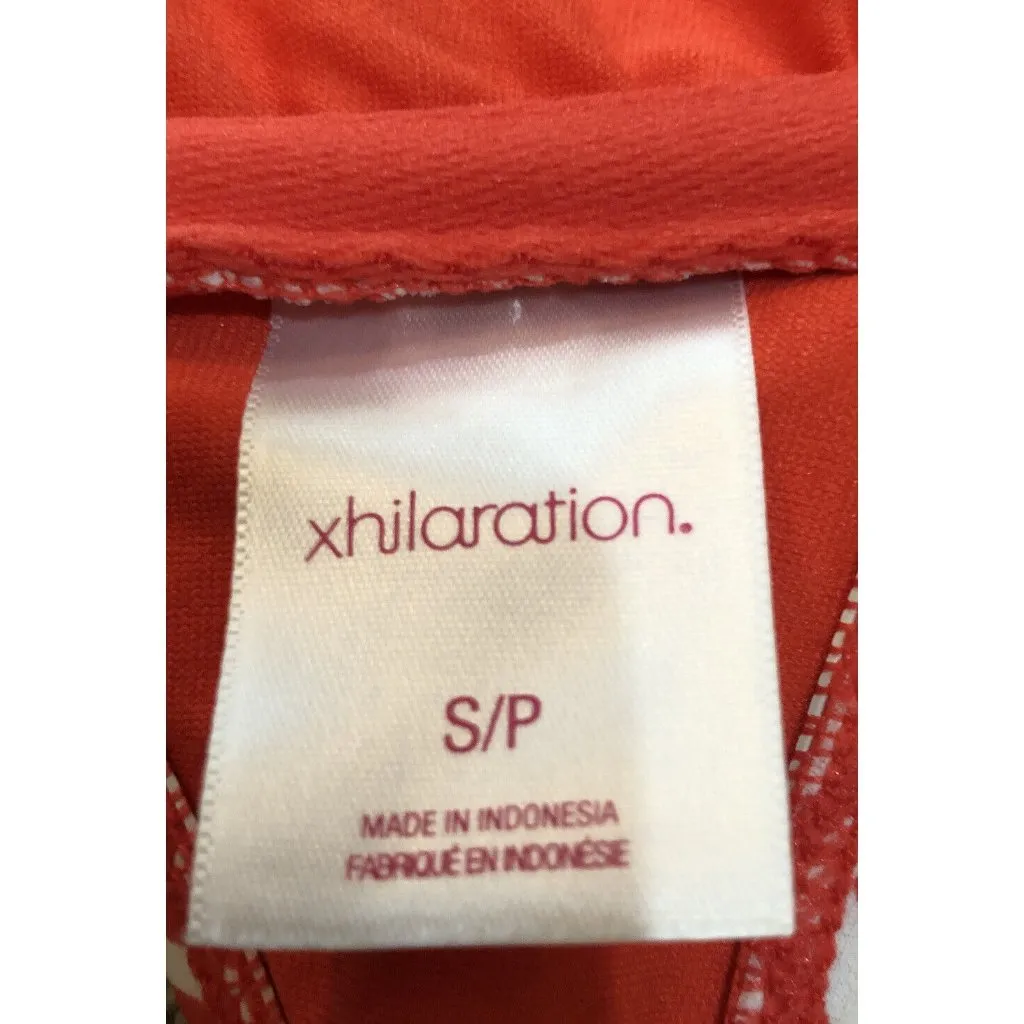 xhilaration.
S/P
MADE IN INDONESIA
FABRIQUÉ EN INDONÉSIE